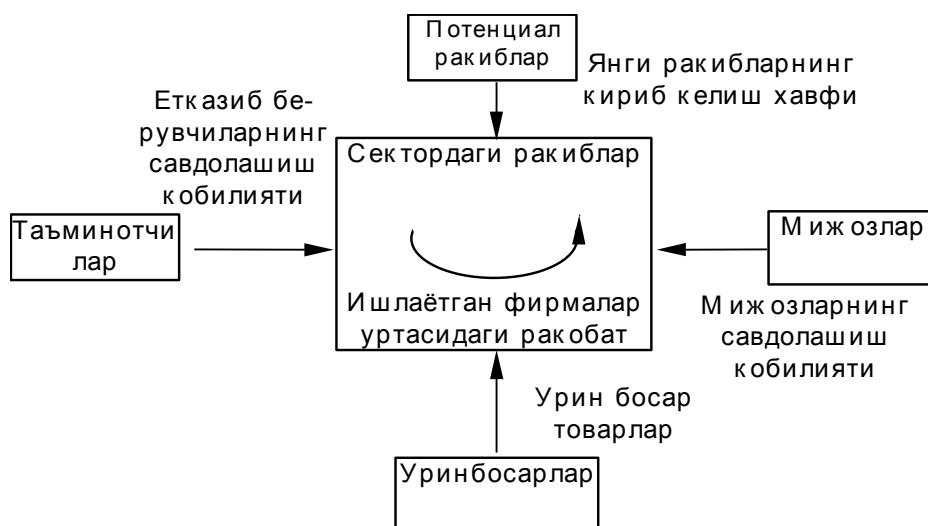 Потенциал
ракиблар
Янги ракибларнинг
кириб келиш хавфи
Етказиб бе-
рувчиларнинг
савдолашиш
кобилияти
Сектордаги ракиблар
Таъминотчи
лар
Мижозлар
Ишлаётган фирмалар
уртасидаги ракобат
Мижозларнинг
савдолашиш
кобилияти
Урин босар
товарлар
Уринбосарлар